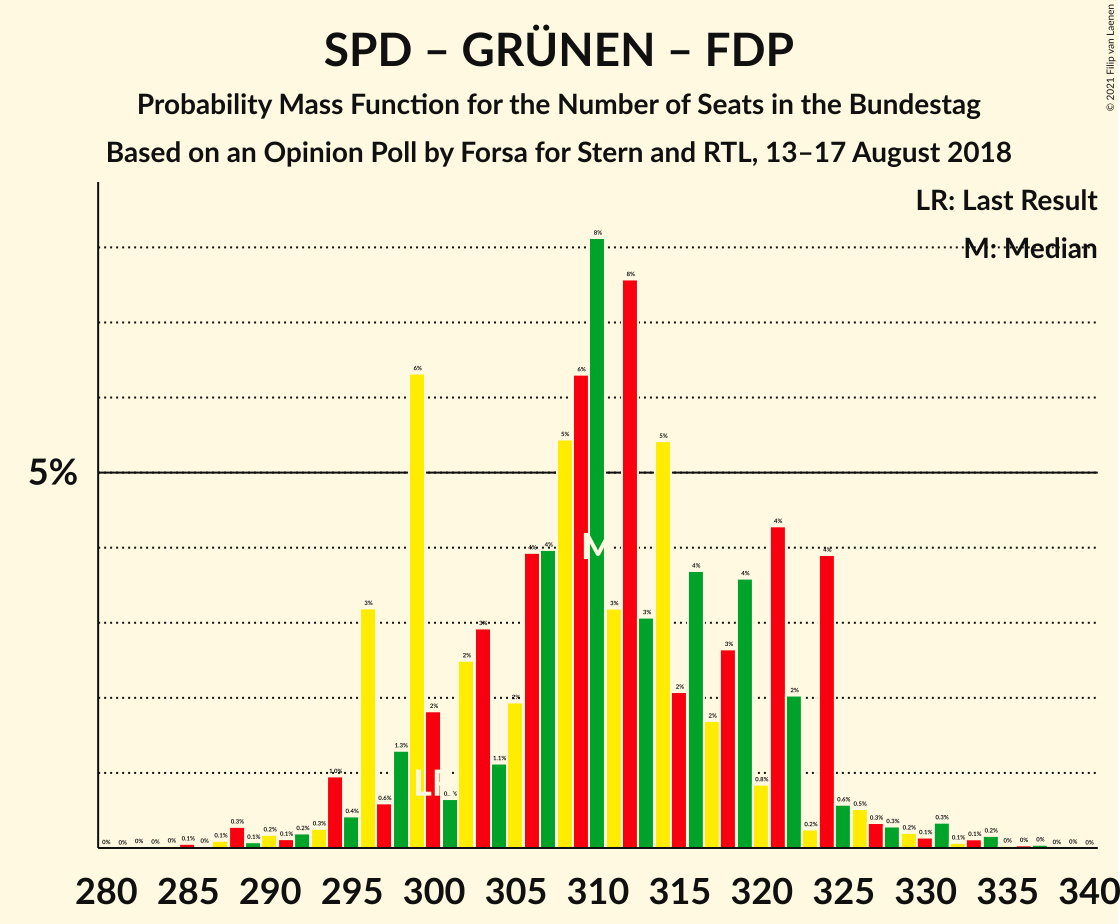 SPD – GRÜNEN – FDP
Probability Mass Function for the Number of Seats in the Bundestag
Based on an Opinion Poll by Forsa for Stern and RTL, 13–17 August 2018
© 2021 Filip van Laenen
LR: Last Result
M: Median
5%
0% 0% 0% 0% 0% 0.1% 0% 0.1% 0.3% 0.1% 0.2% 0.1% 0.2% 0.3% 1.0% 0.4% 3% 0.6% 1.3% 6% 2% 2% 3% 1.1% 2% 4% 4% 5% 6% 8% 3% 8% 3% 5% 2% 4% 2% 3% 4% 0.8% 4% 2% 0.2% 4% 0.6% 0.5% 0.3% 0.3% 0.2% 0.1% 0.3% 0.1% 0.1% 0.2% 0% 0% 0% 0% 0% 0%
LR
M
280 285 290 295 300 305 310 315 320 325 330 335 340